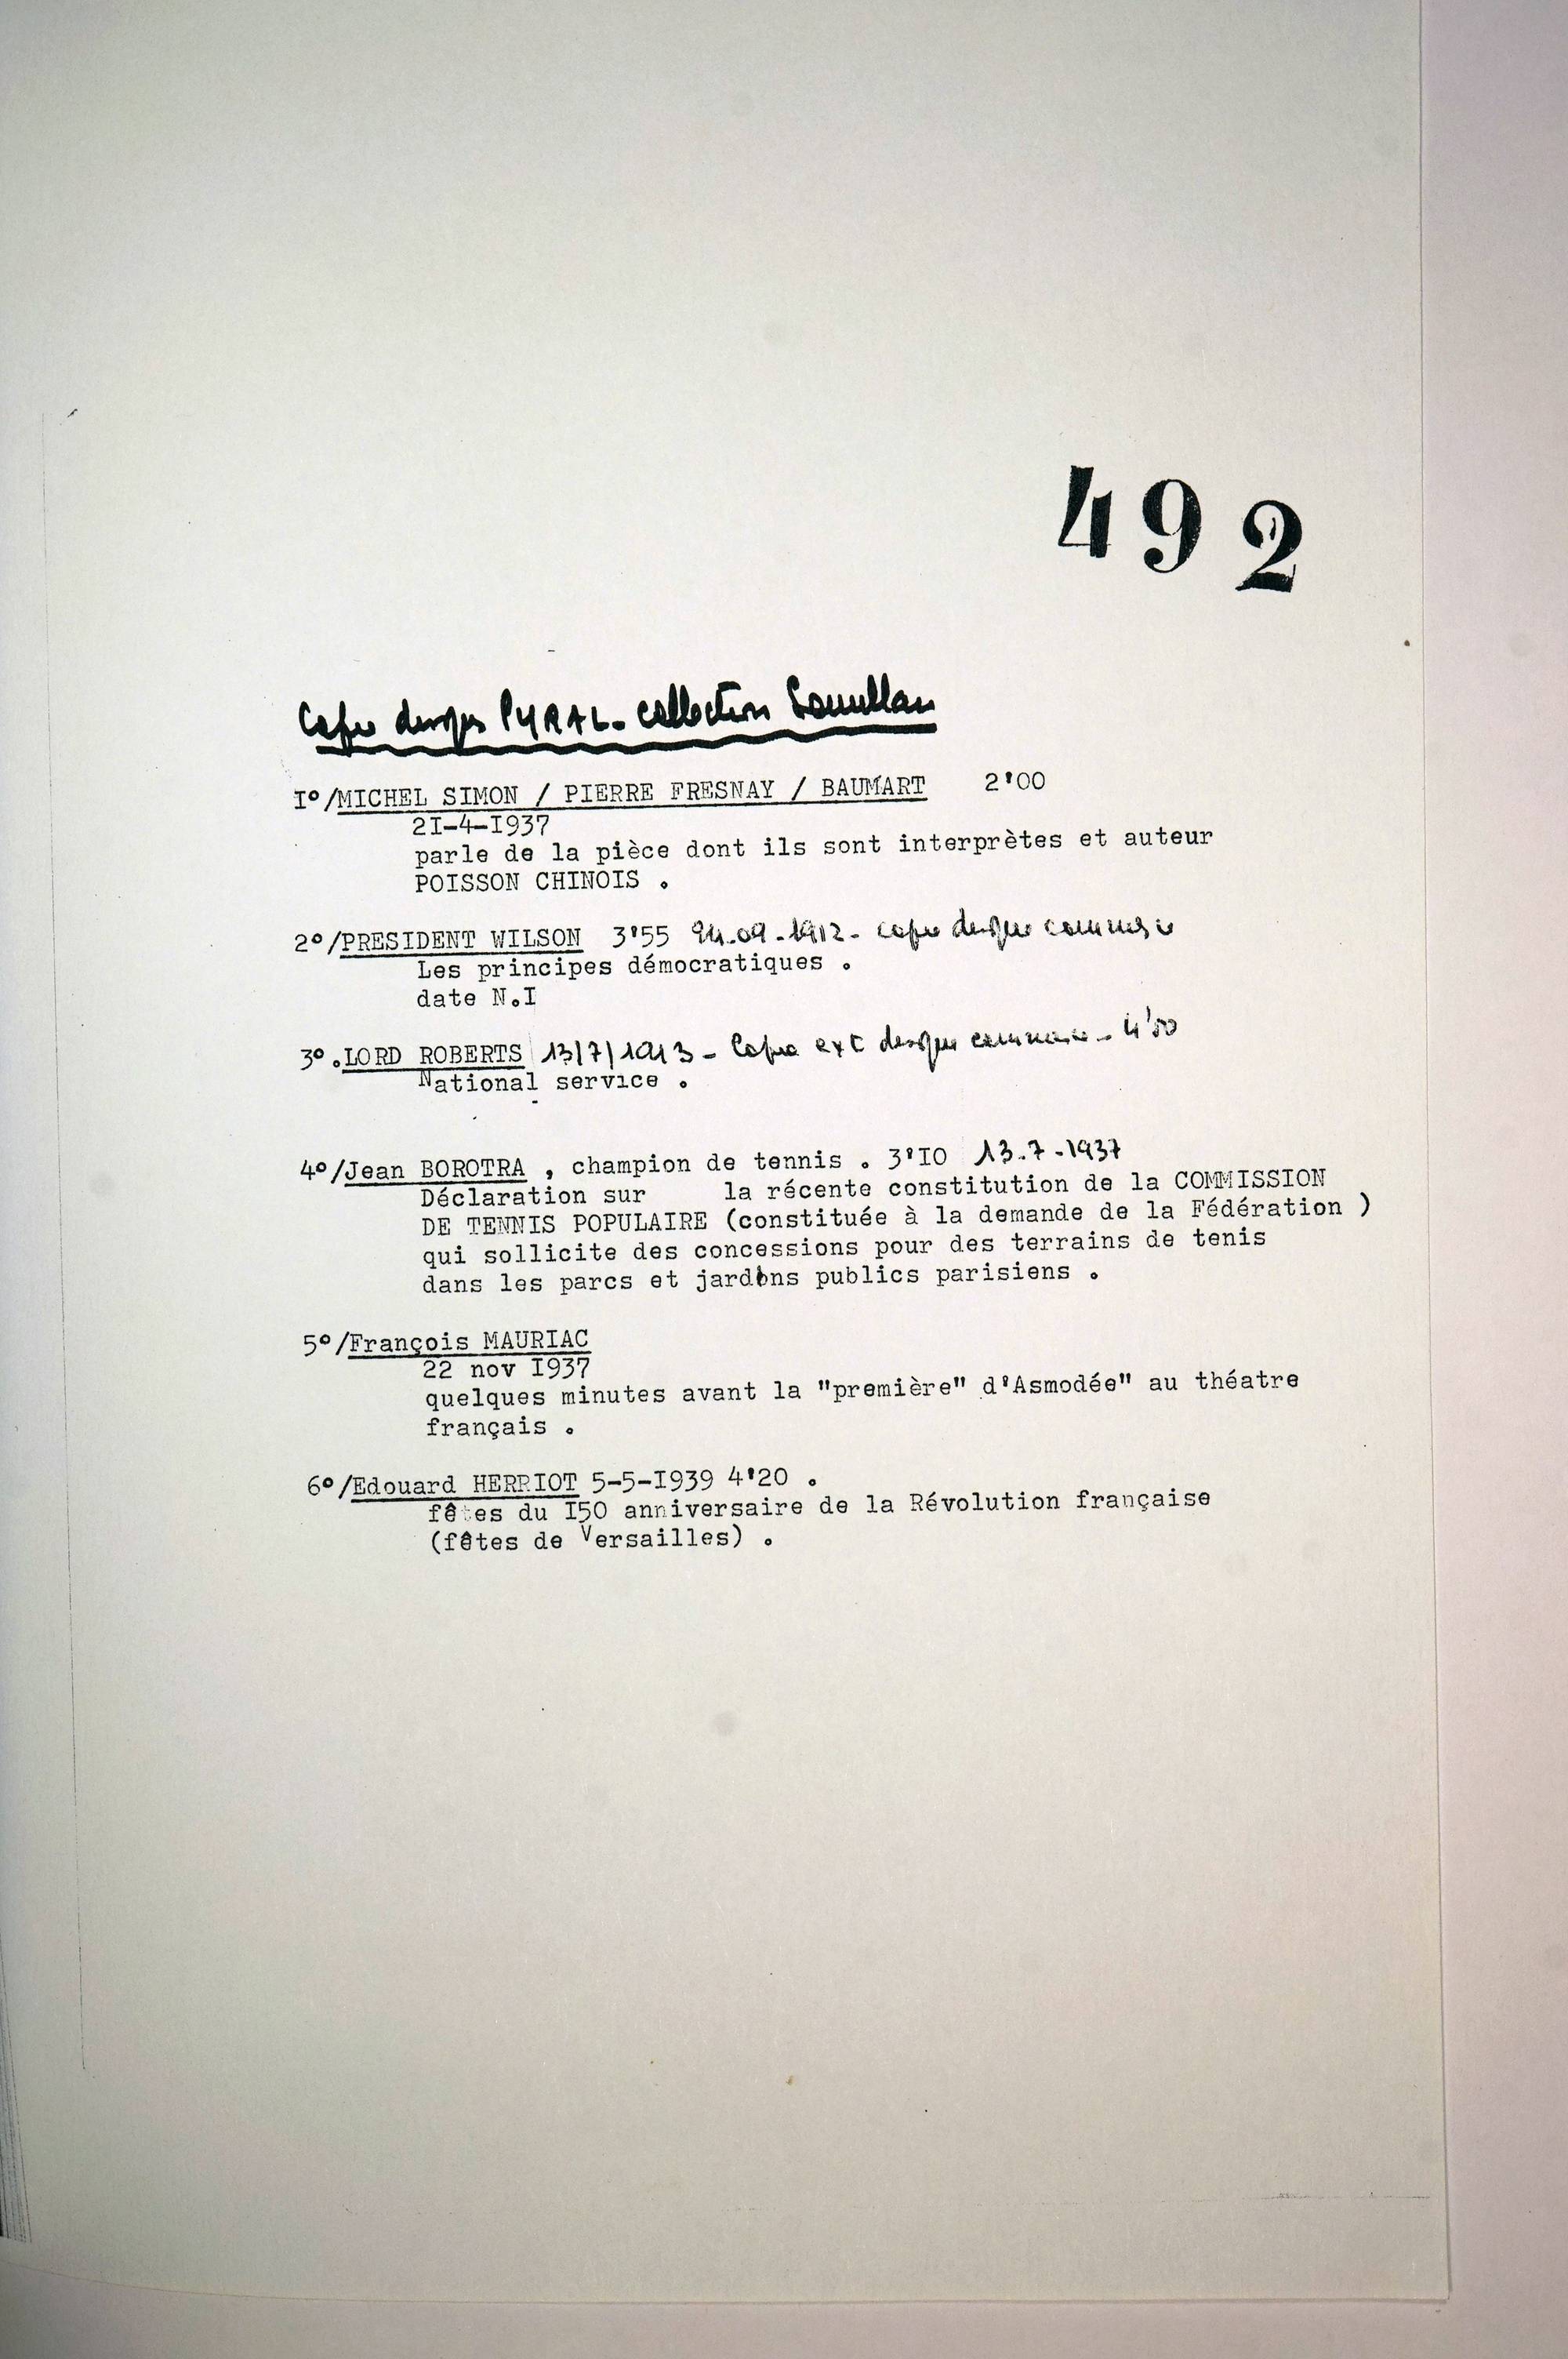 492
Copie disques PYRAL - collection
I°/MICHEL SIMON / PIERRE FRESNAY / BAUMART 2'00
2I-4-I937
parle de la pièce dont ils sont interprètes et auteur
POISSON CHINOIS .
2°/PRESIDENT WILSON 3'55 24-09-1912 - copie disque commerce
Les principes démocratiques .
date N.I
3°.LORD ROBERTS 13/7/1913 - Copie ext disque commerce - 4'50
National service .
4°/Jean BOROTRA , champion de tennis . 3'IO 13-7-1937
Déclaration sur la récente constitution de la COMMISSION
DE TENNIS POPULAIRE (constituée à la demande de la Fédération )
qui sollicite des concessions pour des terrains de tenis
dans les parcs et jardins publics parisiens .
5°/François MAURIAC
22 nov I937
quelques minutes avant la "première" d'Asmodée" au théatre
français .
6°/Edouard HERRIOT 5-5-I939 4'20 .
fêtes du I50 anniversaire de la Révolution française
(fêtes de Versailles) .